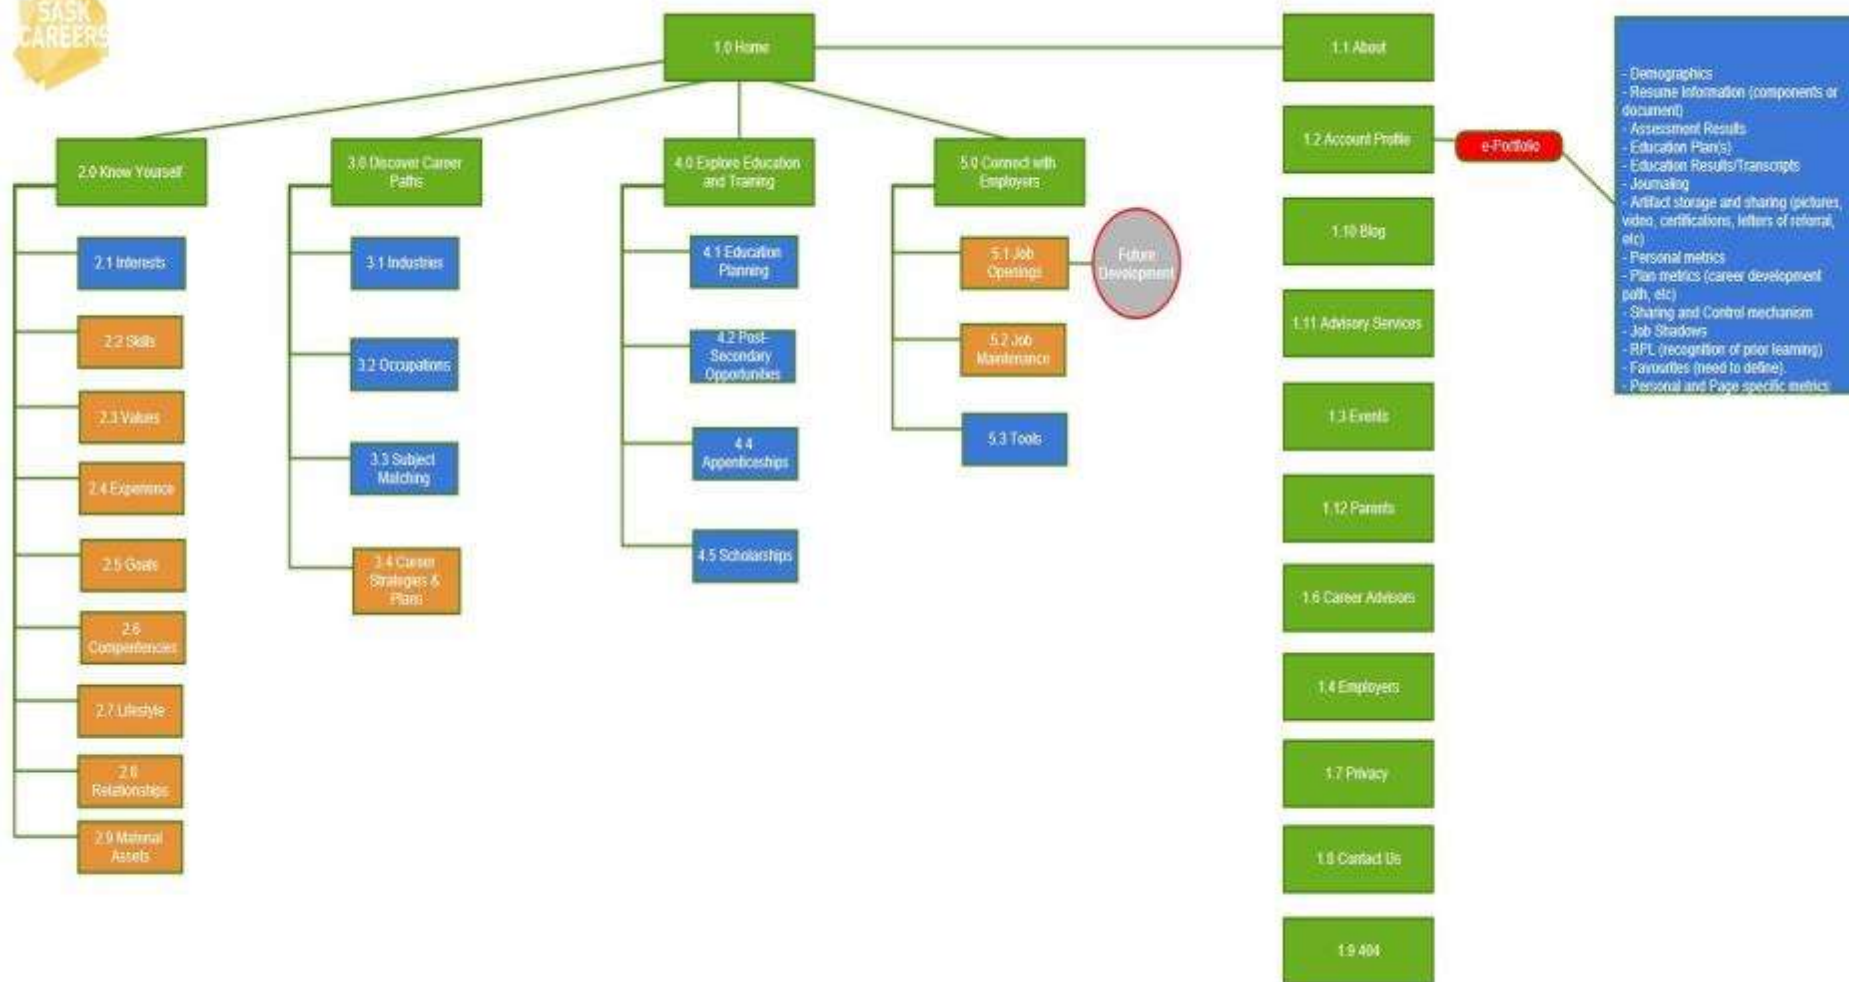 SASK
CAREERS
1.0 Home
1.1 About
2.0 Know Yourself
3.0 Discover Career
Paths
4.0 Explore Education
and Training
5.0 Connect with
Employers
2.1 Interests
2.2 Skills
2.3 Values
2.4 Experience
2.5 Goals
2.6
Compentencies
2.7 Lifestyle
2.8
Relationships
2.9 Material
Assets
3.1 Industries
3.2 Occupations
3.3 Subject
Matching
3.4 Career
Strategies &
Plans
4.1 Education
Planning
4.2 Post-
Secondary
Opportunities
4.4
Appenticeships
4.5 Scholarships
5.1 Job
Openings
Future
Development
5.2 Job
Maintenance
5.3 Tools
1.2 Account Profile
e-Portfolio
1.10 Blog
1.11 Advisory Services
1.3 Events
1.12 Parents
1.6 Career Advisors
1.4 Employers
1.7 Privacy
1.8 Contact Us
1.9 404
- Demographics
- Resume Information (components or
document)
- Assessment Results
- Education Plan(s)
- Education Results/Transcripts
- Journaling
- Artifact storage and sharing (pictures,
video, certifications, letters of referral,
etc)
- Personal metrics
- Plan metrics (career development
path, etc)
- Sharing and Control mechanism
- Job Shadows
- RPL (recognition of prior learning)
- Favourites (need to define).
- Personal and Page specific metrics